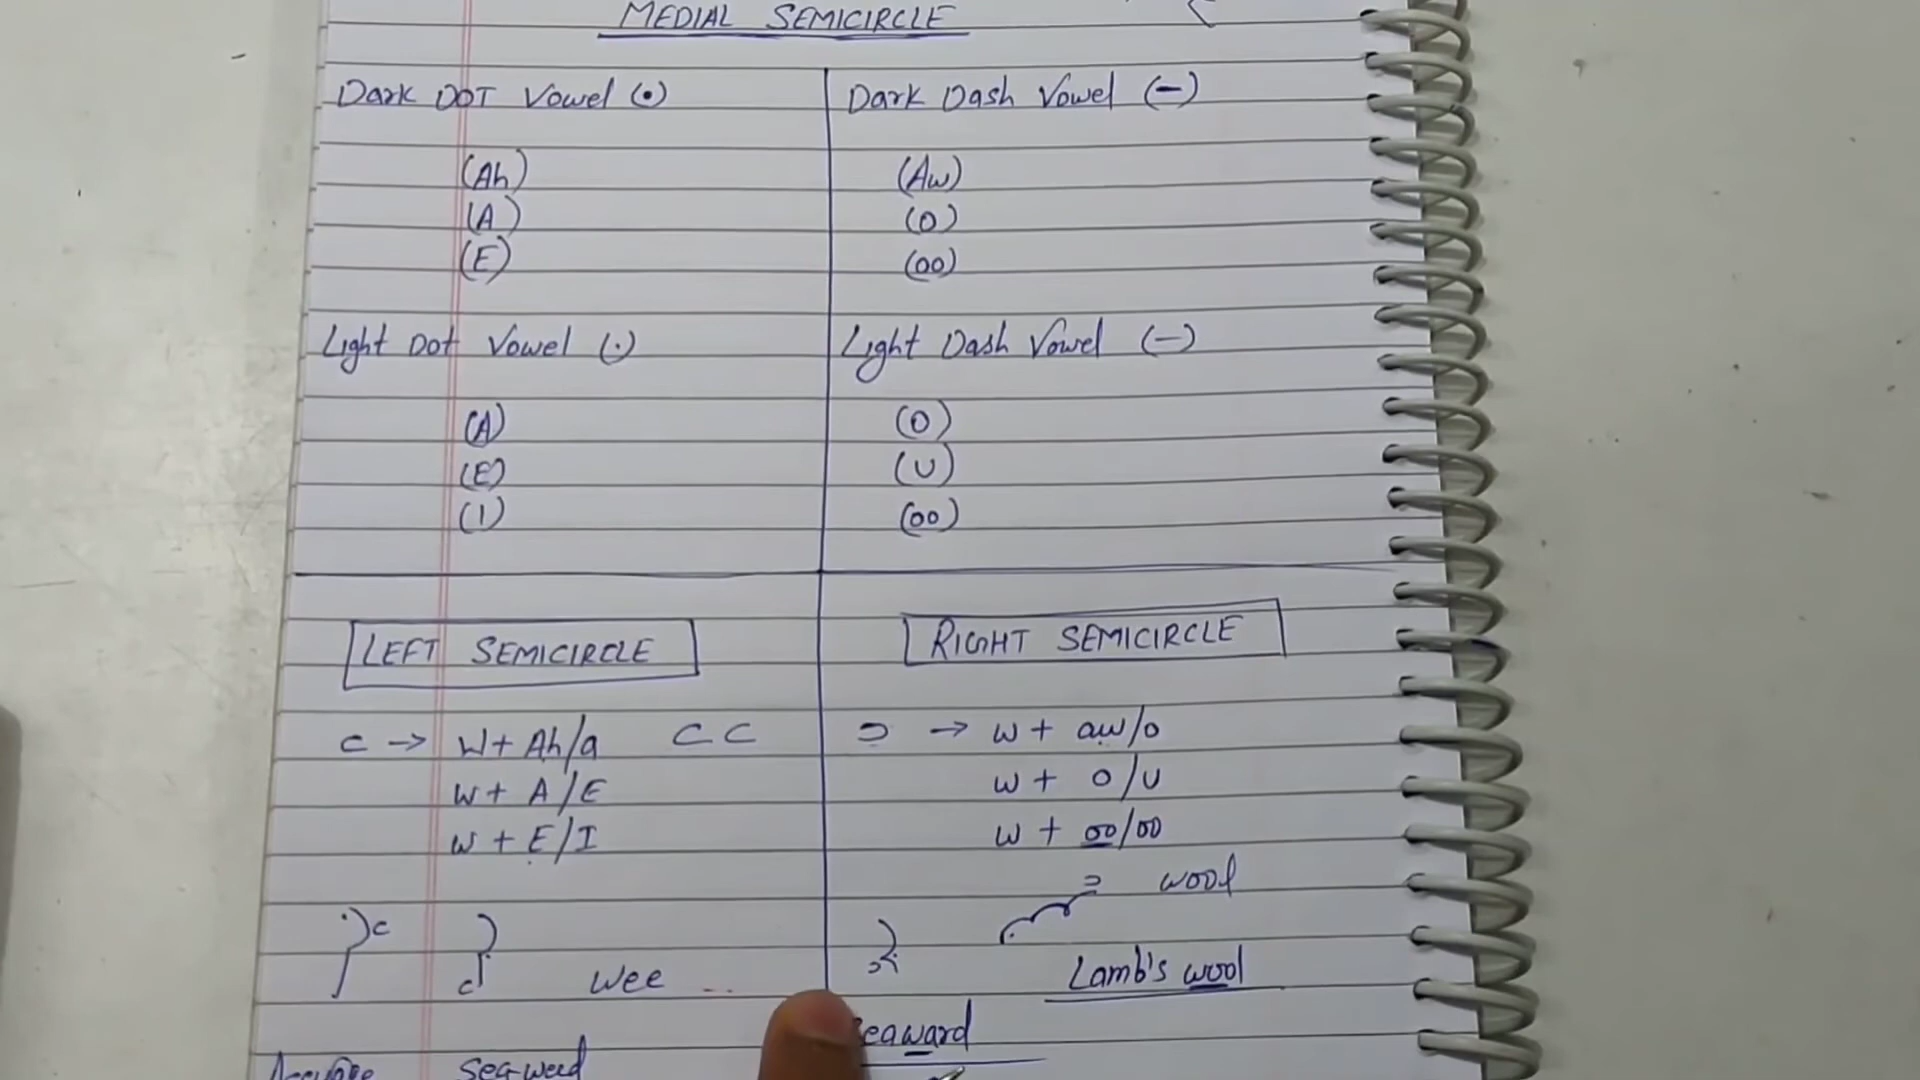 MEDIAL SEMICIRCLE
Dark DOT Vowel (•)
(Ah)
(A)
(E)
Dark Dash Vowel (–)
(Aw)
(O)
(oo)
Light Dot Vowel (.)
(A)
(E)
(I)
Light Dash Vowel (–)
(O)
(U)
(oo)
LEFT SEMICIRCLE
c → W + Ah/a c c
W + A/E
W + E/I
Wee
Seaweed
RIGHT SEMICIRCLE
ɔ → w + aw/o
w + o/u
w + oo/oo
wool
Lamb's wool
Seaward